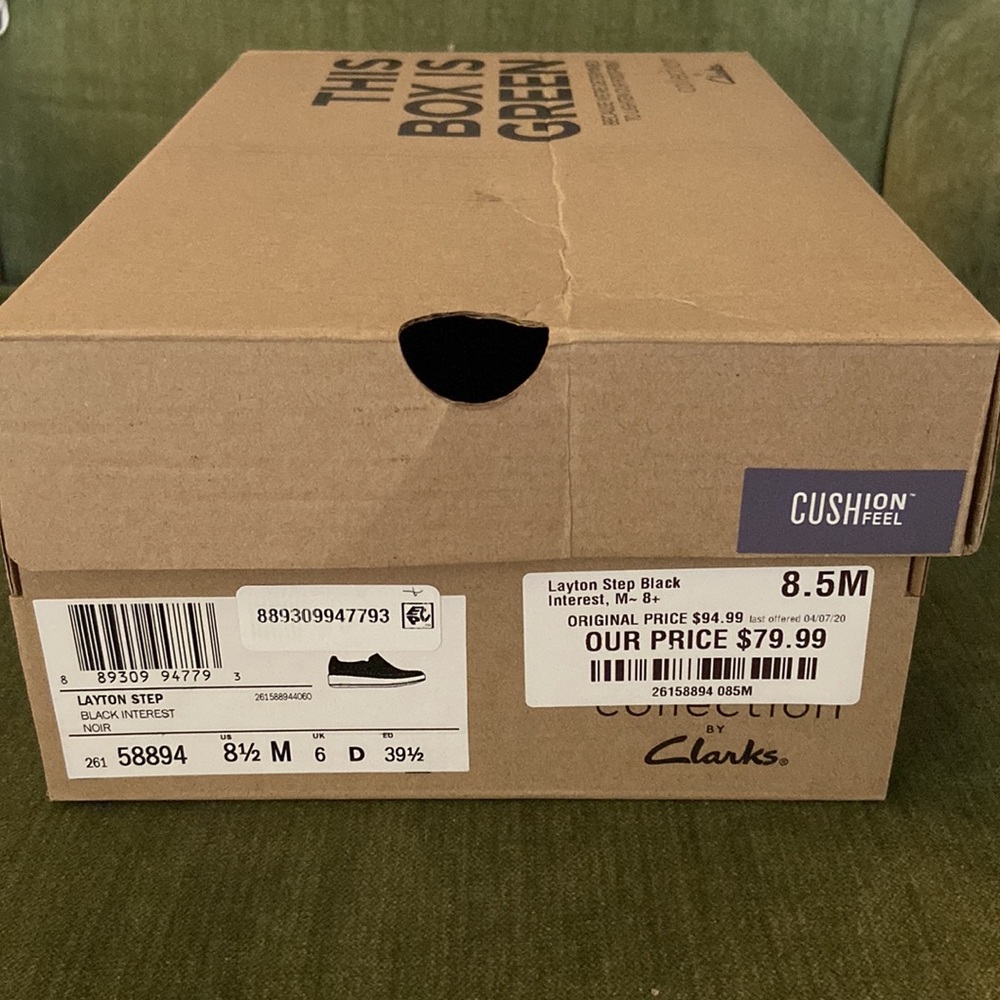 THIS
BOX IS
GREEN
Clarks
CUSHION™
FEEL
889309947793
8 89309 94779 3
261588944060
LAYTON STEP
BLACK INTEREST
NOIR
US UK EU
261 58894 8½ M 6 D 39½
Layton Step Black
Interest, M~ 8+
8.5M
ORIGINAL PRICE $94.99 last offered 04/07/20
OUR PRICE $79.99
26158894 085M
collection
BY
Clarks®